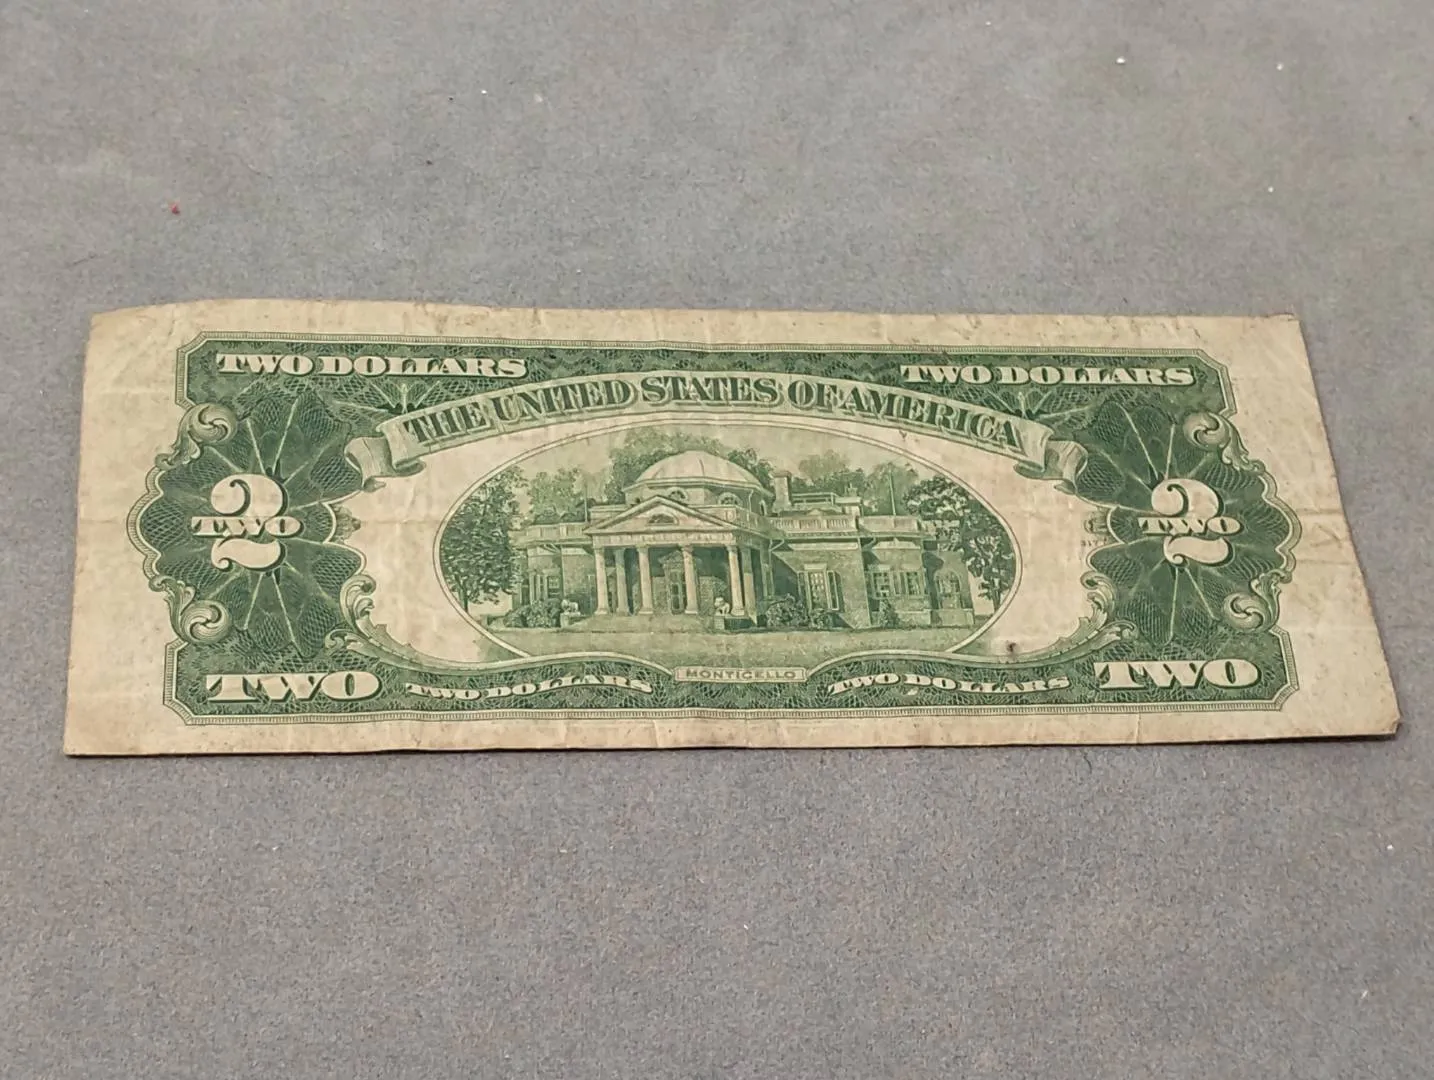 TWO DOLLARS TWO DOLLARS
THE UNITED STATES OF AMERICA
2 2
TWO TWO
MONTICELLO
TWO TWO DOLLARS TWO DOLLARS TWO